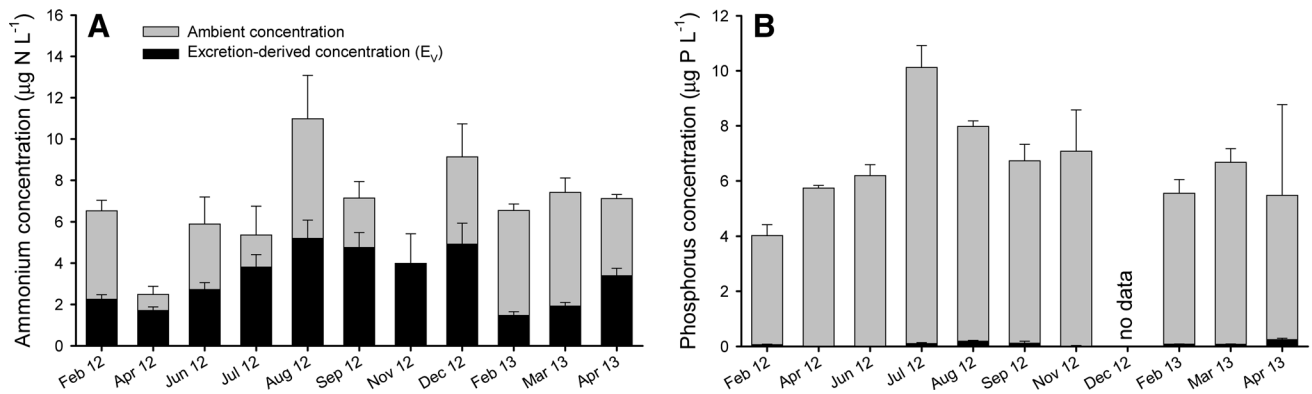 A
Ambient concentration
Excretion-derived concentration (EV)
Ammonium concentration (µg N L-1)
16
14
12
10
8
6
4
2
0
Feb 12
Apr 12
Jun 12
Jul 12
Aug 12
Sep 12
Nov 12
Dec 12
Feb 13
Mar 13
Apr 13
B
Phosphorus concentration (µg P L-1)
12
10
8
6
4
2
0
no data
Feb 12
Apr 12
Jun 12
Jul 12
Aug 12
Sep 12
Nov 12
Dec 12
Feb 13
Mar 13
Apr 13